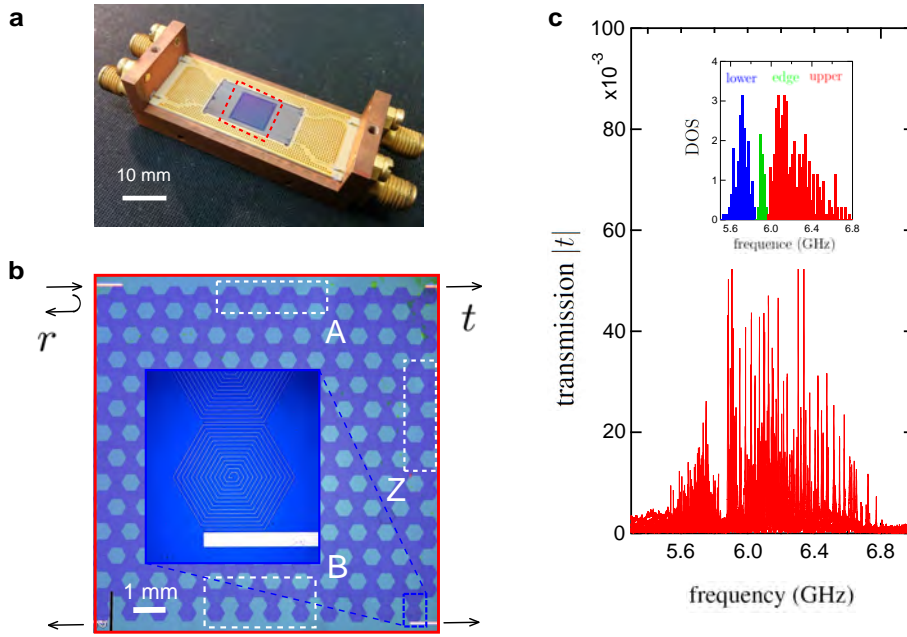 a
10 mm
b
r
t
A
Z
B
1 mm
c
x10^-3
100
80
60
40
20
0
transmission |t|
5.6 6.0 6.4 6.8
frequency (GHz)
4
3
2
1
0
DOS
lower edge upper
5.6 6.0 6.4 6.8
frequence (GHz)